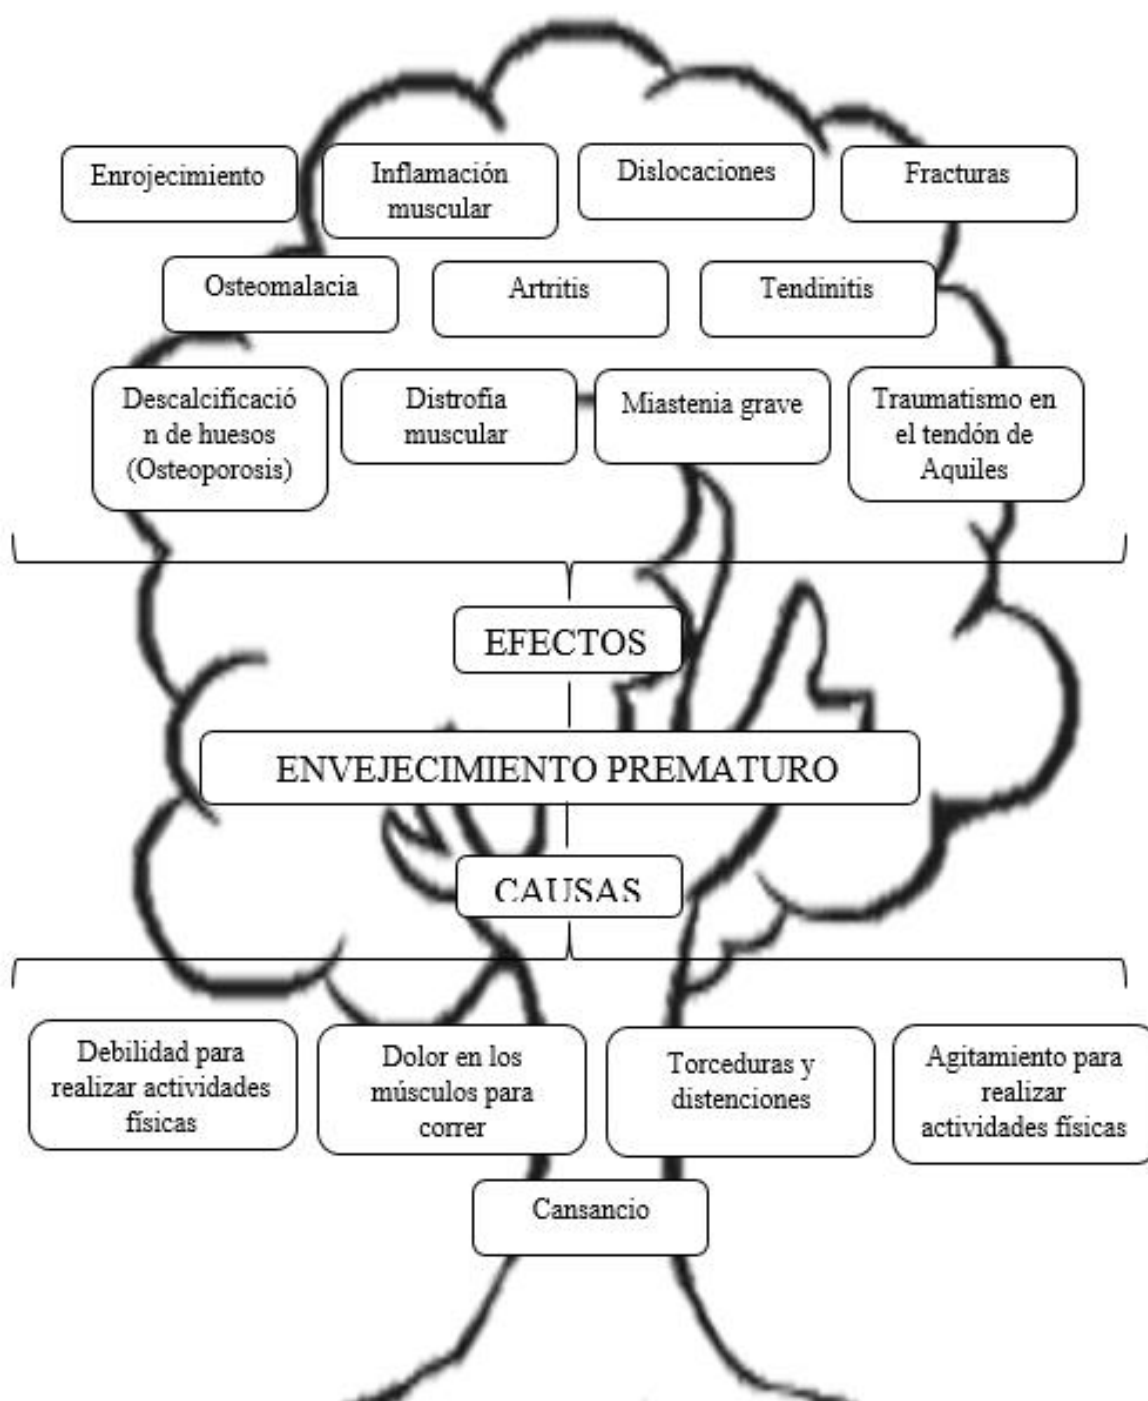 Enrojecimiento
Inflamación
muscular
Dislocaciones
Fracturas
Osteomalacia
Artritis
Tendinitis
Descalcificació
n de huesos
(Osteoporosis)
Distrofia
muscular
Miastenia grave
Traumatismo en
el tendón de
Aquiles
EFECTOS
ENVEJECIMIENTO PREMATURO
CAUSAS
Debilidad para
realizar actividades
físicas
Dolor en los
músculos para
correr
Torceduras y
distenciones
Agitamiento para
realizar
actividades físicas
Cansancio